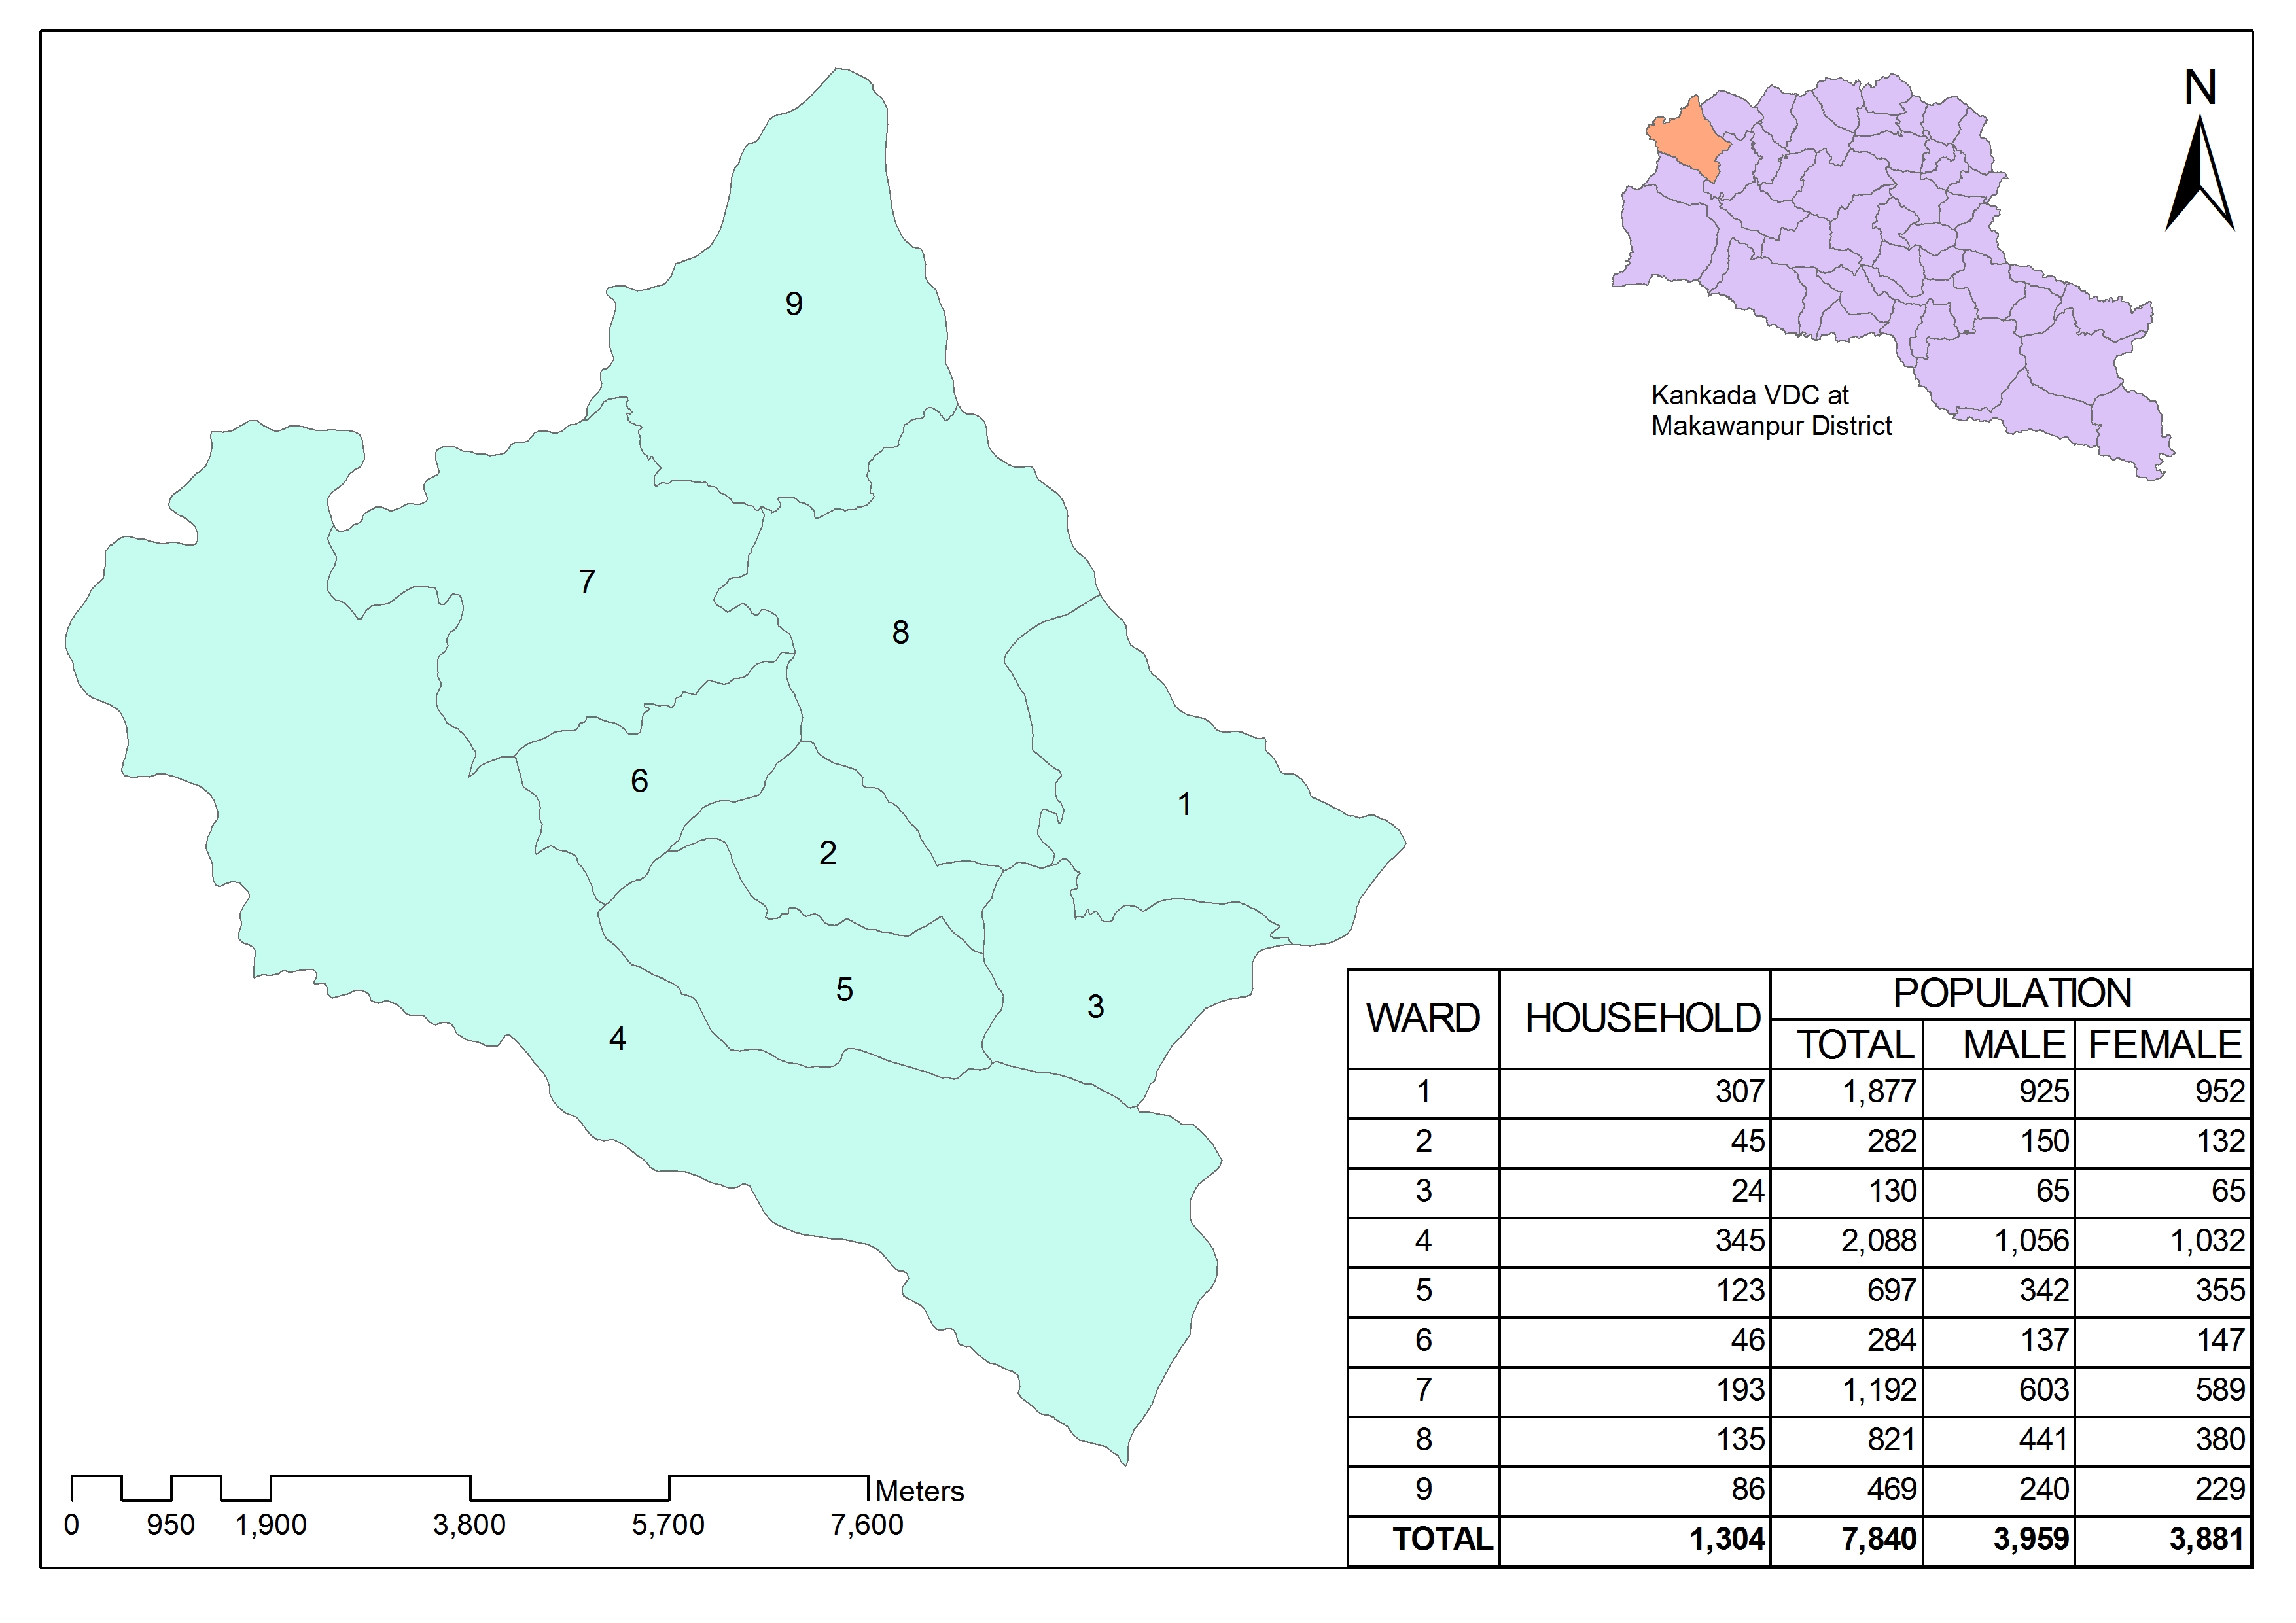 N
Kankada VDC at
Makawanpur District
9
7
8
6
1
2
5
3
4
WARD HOUSEHOLD POPULATION
TOTAL MALE FEMALE
1 307 1,877 925 952
2 45 282 150 132
3 24 130 65 65
4 345 2,088 1,056 1,032
5 123 697 342 355
6 46 284 137 147
7 193 1,192 603 589
8 135 821 441 380
9 86 469 240 229
TOTAL 1,304 7,840 3,959 3,881
Meters
0 950 1,900 3,800 5,700 7,600